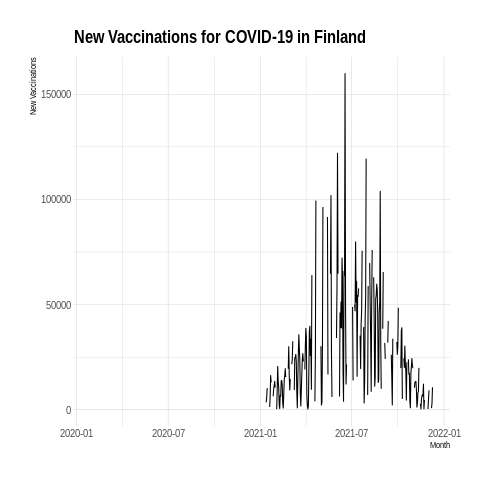 New Vaccinations for COVID-19 in Finland
New Vaccinations
150000
100000
50000
0
2020-01 2020-07 2021-01 2021-07 2022-01
Month